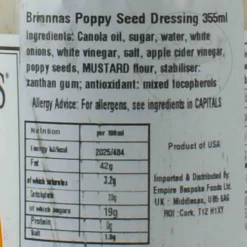 Briannas Poppy Seed Dressing 355ml
Ingredients: Canola oil, sugar, water, white
onions, white vinegar, salt, apple cider vinegar,
poppy seeds, MUSTARD flour, stabiliser:
xanthan gum; antioxidant: mixed tocopherols
Allergy Advice: For allergens, see ingredients in CAPITALS
Nutrition per 100ml
Energy kj/kcal 2025/484
Fat 42g
of which saturates 3.2g
Carbohydrate
of which sugars 19g
Protein 0g
Salt
Product of USA
Imported & Distributed By:
Empire Bespoke Foods Ltd.
UK: Middlesex, UB5 6AG
ROI: Cork, T12 H1XY